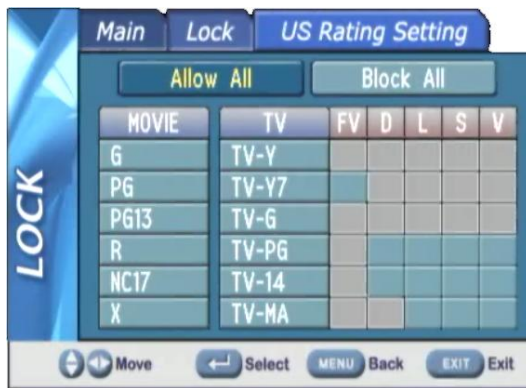 Main Lock US Rating Setting
Allow All Block All
MOVIE TV FV D L S V
G TV-Y
PG TV-Y7
PG13 TV-G
R TV-PG
NC17 TV-14
X TV-MA
LOCK
Move Select MENU Back EXIT Exit